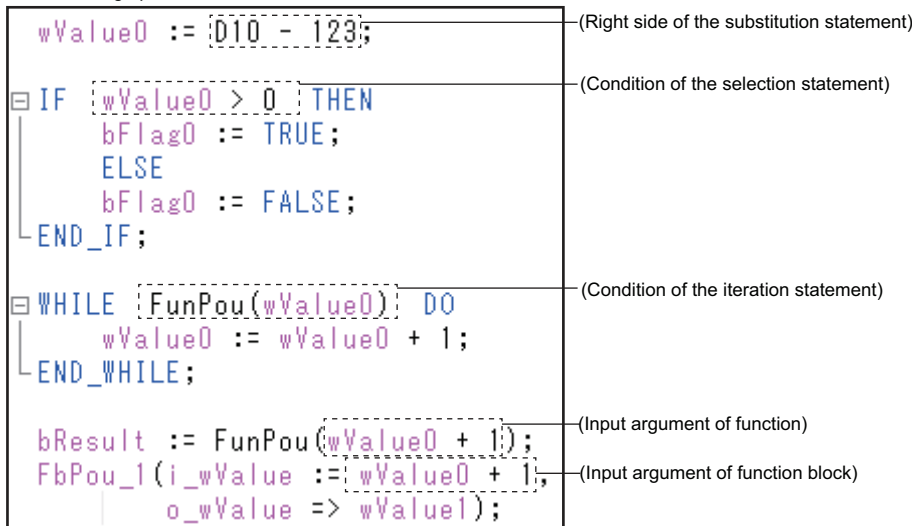 wValue0 := D10 - 123;
(Right side of the substitution statement)
IF wValue0 > 0 THEN
(Condition of the selection statement)
bFlag0 := TRUE;
ELSE
bFlag0 := FALSE;
END_IF;
WHILE FunPou(wValue0) DO
(Condition of the iteration statement)
wValue0 := wValue0 + 1;
END_WHILE;
bResult := FunPou(wValue0 + 1);
(Input argument of function)
FbPou_1(i_wValue := wValue0 + 1,
(Input argument of function block)
o_wValue => wValue1);